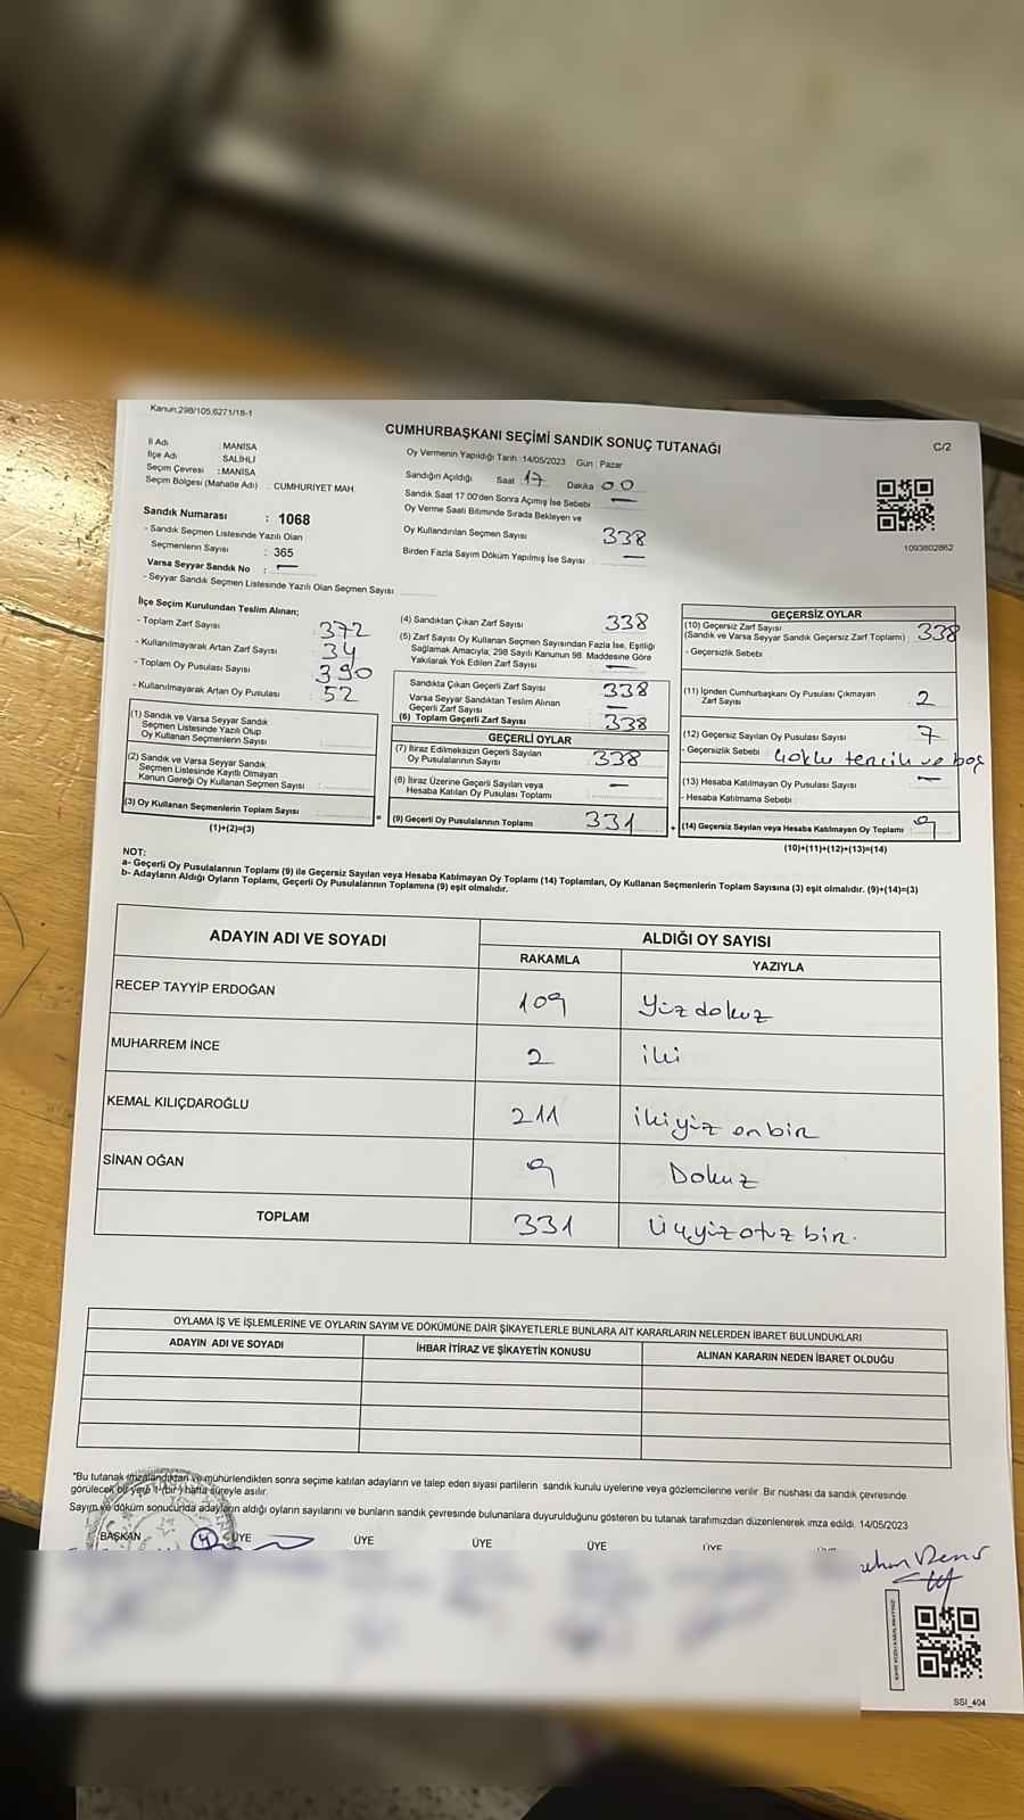 Kanun:298/105,6271/18-1
CUMHURBAŞKANI SEÇİMİ SANDIK SONUÇ TUTANAĞI
C/2
İl Adı : MANİSA
İlçe Adı : SALİHLİ
Seçim Çevresi : MANİSA
Seçim Bölgesi (Mahalle Adı) : CUMHURİYET MAH.
Oy Vermenin Yapıldığı Tarih :14/05/2023 Gün : Pazar
Sandığın Açıldığı Saat 17 Dakika 00
Sandık Saat 17.00'den Sonra Açımış İse Sebebi —
Oy Verme Saati Bitiminde Sırada Bekleyen ve
Oy Kullandırılan Seçmen Sayısı 338
Birden Fazla Sayım Döküm Yapılmış İse Sayısı —
1093802862
Sandık Numarası : 1068
- Sandık Seçmen Listesinde Yazılı Olan
Seçmenlerin Sayısı : 365
Varsa Seyyar Sandık No : —
- Seyyar Sandık Seçmen Listesinde Yazılı Olan Seçmen Sayısı
İlçe Seçim Kurulundan Teslim Alınan;
- Toplam Zarf Sayısı 372
- Kullanılmayarak Artan Zarf Sayısı 34
- Toplam Oy Pusulası Sayısı 390
- Kullanılmayarak Artan Oy Pusulası 52
(1) Sandık ve Varsa Seyyar Sandık
Seçmen Listesinde Yazılı Olup
Oy Kullanan Seçmenlerin Sayısı
(2) Sandık ve Varsa Seyyar Sandık
Seçmen Listesinde Kayıtlı Olmayan
Kanun Gereği Oy Kullanan Seçmen Sayısı
(3) Oy Kullanan Seçmenlerin Toplam Sayısı
(1)+(2)=(3)
(4) Sandıktan Çıkan Zarf Sayısı 338
(5) Zarf Sayısı Oy Kullanan Seçmen Sayısından Fazla İse, Eşitliği
Sağlamak Amacıyla; 298 Sayılı Kanunun 98. Maddesine Göre
Yakılarak Yok Edilen Zarf Sayısı —
Sandıkta Çıkan Geçerli Zarf Sayısı 338
Varsa Seyyar Sandıktan Teslim Alınan
Geçerli Zarf Sayısı —
(6) Toplam Geçerli Zarf Sayısı 338
GEÇERLİ OYLAR
(7) İtiraz Edilmeksizin Geçerli Sayılan
Oy Pusulalarının Sayısı 338
(8) İtiraz Üzerine Geçerli Sayılan veya
Hesaba Katılan Oy Pusulası Toplamı —
= (9) Geçerli Oy Pusulalarının Toplamı 331
GEÇERSİZ OYLAR
(10) Geçersiz Zarf Sayısı
(Sandık ve Varsa Seyyar Sandık Geçersiz Zarf Toplamı) 338
- Geçersizlik Sebebi
(11) İçinden Cumhurbaşkanı Oy Pusulası Çıkmayan
Zarf Sayısı 2
(12) Geçersiz Sayılan Oy Pusulası Sayısı 7
- Geçersizlik Sebebi Çoklu tercih ve boş
(13) Hesaba Katılmayan Oy Pusulası Sayısı —
- Hesaba Katılmama Sebebi
+ (14) Geçersiz Sayılan veya Hesaba Katılmayan Oy Toplamı 9
(10)+(11)+(12)+(13)=(14)
NOT:
a- Geçerli Oy Pusulalarının Toplamı (9) ile Geçersiz Sayılan veya Hesaba Katılmayan Oy Toplamı (14) Toplamları, Oy Kullanan Seçmenlerin Toplam Sayısına (3) eşit olmalıdır. (9)+(14)=(3)
b- Adayların Aldığı Oyların Toplamı, Geçerli Oy Pusulalarının Toplamına (9) eşit olmalıdır.
ADAYIN ADI VE SOYADI ALDIĞI OY SAYISI
RAKAMLA YAZIYLA
RECEP TAYYİP ERDOĞAN 109 Yüzdokuz
MUHARREM İNCE 2 iki
KEMAL KILIÇDAROĞLU 211 ikiyüz onbir
SİNAN OĞAN 9 Dokuz
TOPLAM 331 Üçyüzotuzbir.
OYLAMA İŞ VE İŞLEMLERİNE VE OYLARIN SAYIM VE DÖKÜMÜNE DAİR ŞİKAYETLERLE BUNLARA AİT KARARLARIN NELERDEN İBARET BULUNDUKLARI
ADAYIN ADI VE SOYADI İHBAR İTİRAZ VE ŞİKAYETİN KONUSU ALINAN KARARIN NEDEN İBARET OLDUĞU
"Bu tutanak imzalandıktan ve mühürlendikten sonra seçime katılan adayların ve talep eden siyasi partilerin sandık kurulu üyelerine veya gözlemcilerine verilir. Bir nüshası da sandık çevresinde
görülecek bir yere 1 (bir) hafta süreyle asılır.
Sayım ve döküm sonucunda adayların aldığı oyların sayılarını ve bunların sandık çevresinde bulunanlara duyurulduğunu gösteren bu tutanak tarafımızdan düzenlenerek imza edildi. 14/05/2023
BAŞKAN ÜYE ÜYE ÜYE ÜYE ÜYE
SSI_404